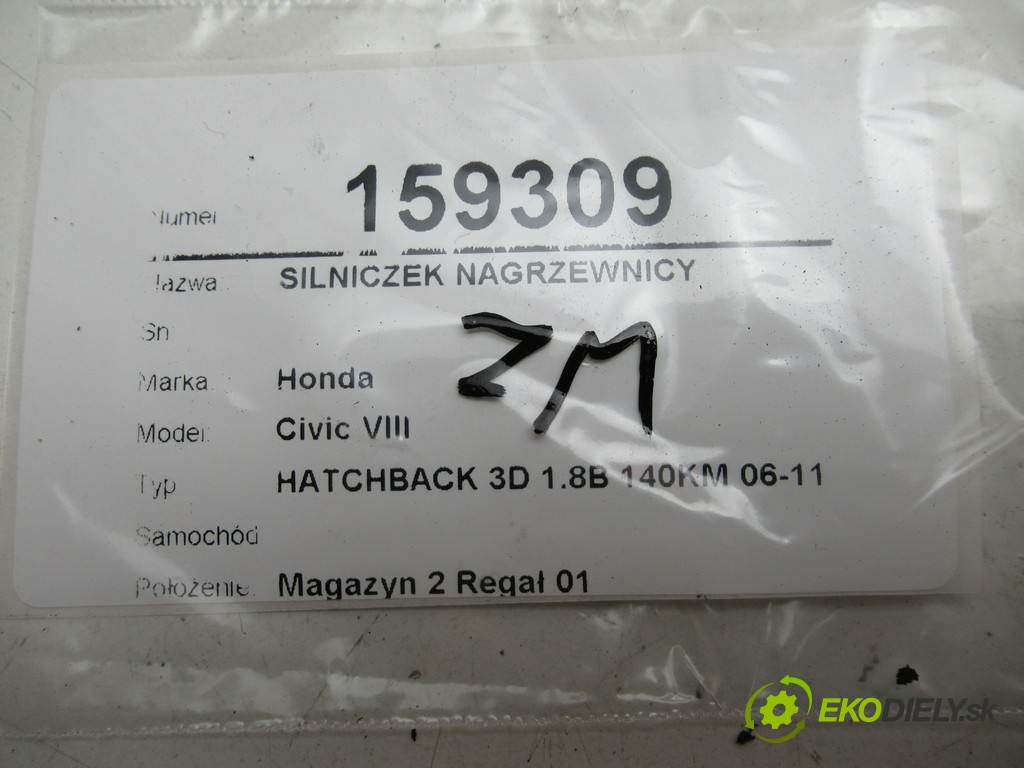 Numer 159309
Nazwa: SILNICZEK NAGRZEWNICY
Sn
ZM
Marka: Honda
Model: Civic VIII
Typ HATCHBACK 3D 1.8B 140KM 06-11
Samochód
Położenie: Magazyn 2 Regał 01
EKODIELY.sk